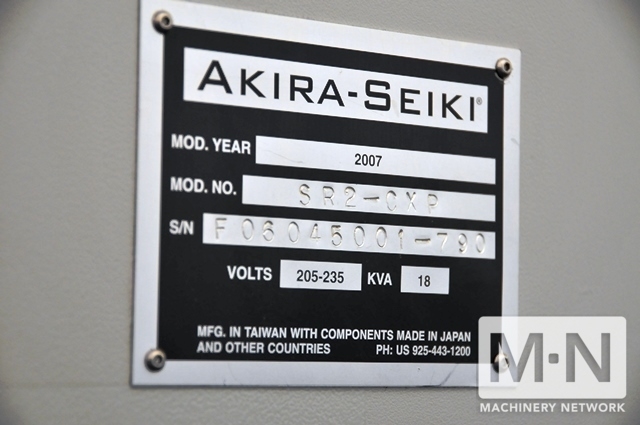 AKIRA-SEIKI®
MOD. YEAR 2007
MOD. NO. SR2-CXP
S/N F06045001-790
VOLTS 205-235 KVA 18
MFG. IN TAIWAN WITH COMPONENTS MADE IN JAPAN
AND OTHER COUNTRIES PH: US 925-443-1200
M·N
MACHINERY NETWORK